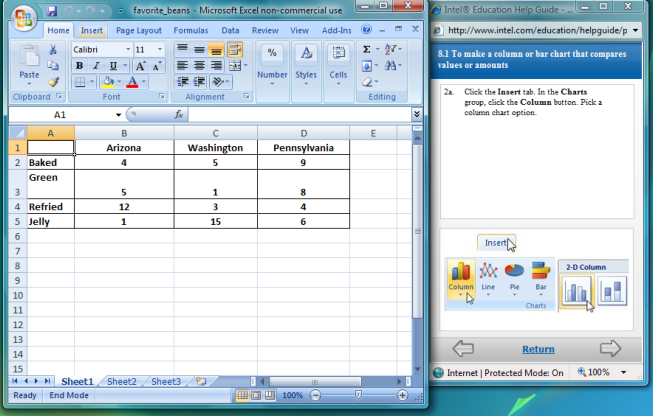 favorite_beans - Microsoft Excel non-commercial use
Home Insert Page Layout Formulas Data Review View Add-Ins
Calibri 11
Paste
B I U A A
Number Styles Cells
Clipboard Font Alignment Editing
A1 fx
A B C D E
1 Arizona Washington Pennsylvania
2 Baked 4 5 9
Green
3 5 1 8
4 Refried 12 3 4
5 Jelly 1 15 6
6
7
8
9
10
11
12
13
14
15
Sheet1 Sheet2 Sheet3
Ready End Mode 100%
Intel® Education Help Guide - ...
http://www.intel.com/education/helpguide/p
8.1 To make a column or bar chart that compares
values or amounts
2a. Click the Insert tab. In the Charts
group, click the Column button. Pick a
column chart option.
Insert
2-D Column
Column Line Pie Bar
Charts
Return
Internet | Protected Mode: On 100%